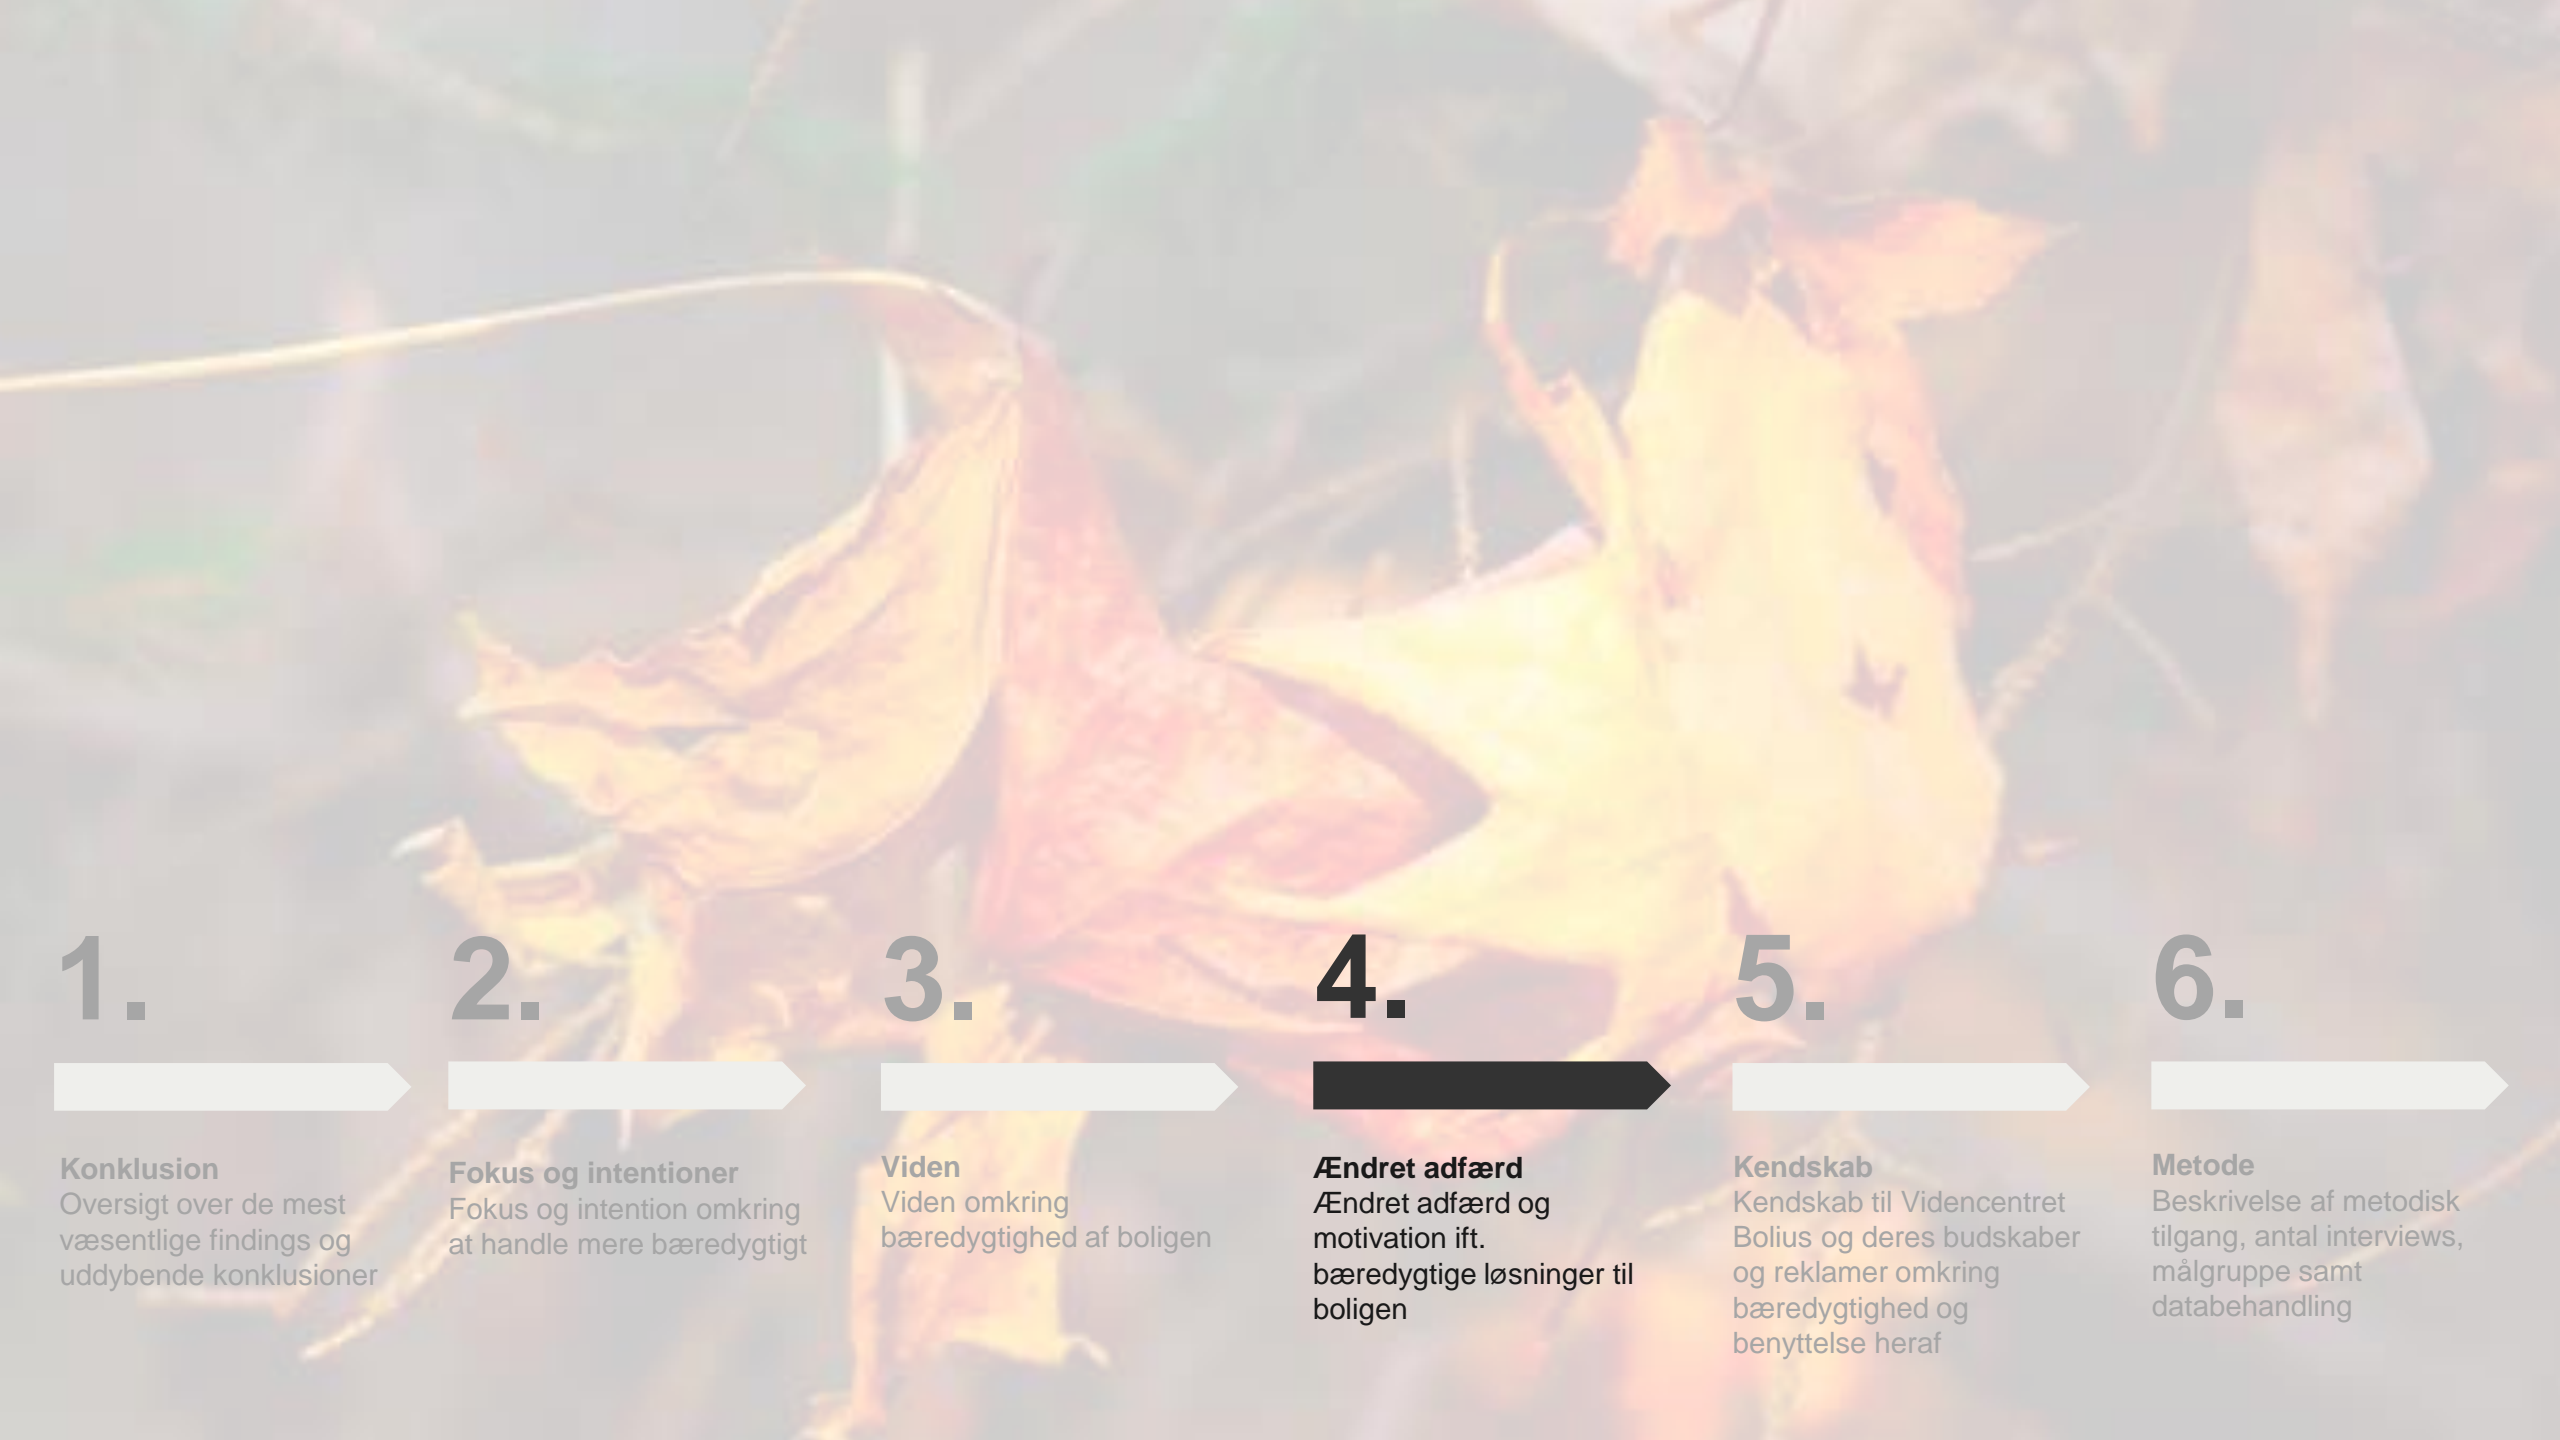 1.
Konklusion
Oversigt over de mest
væsentlige findings og
uddybende konklusioner
2.
Fokus og intentioner
Fokus og intention omkring
at handle mere bæredygtigt
3.
Viden
Viden omkring
bæredygtighed af boligen
4.
Ændret adfærd
Ændret adfærd og
motivation ift.
bæredygtige løsninger til
boligen
5.
Kendskab
Kendskab til Videncentret
Bolius og deres budskaber
og reklamer omkring
bæredygtighed og
benyttelse heraf
6.
Metode
Beskrivelse af metodisk
tilgang, antal interviews,
målgruppe samt
databehandling